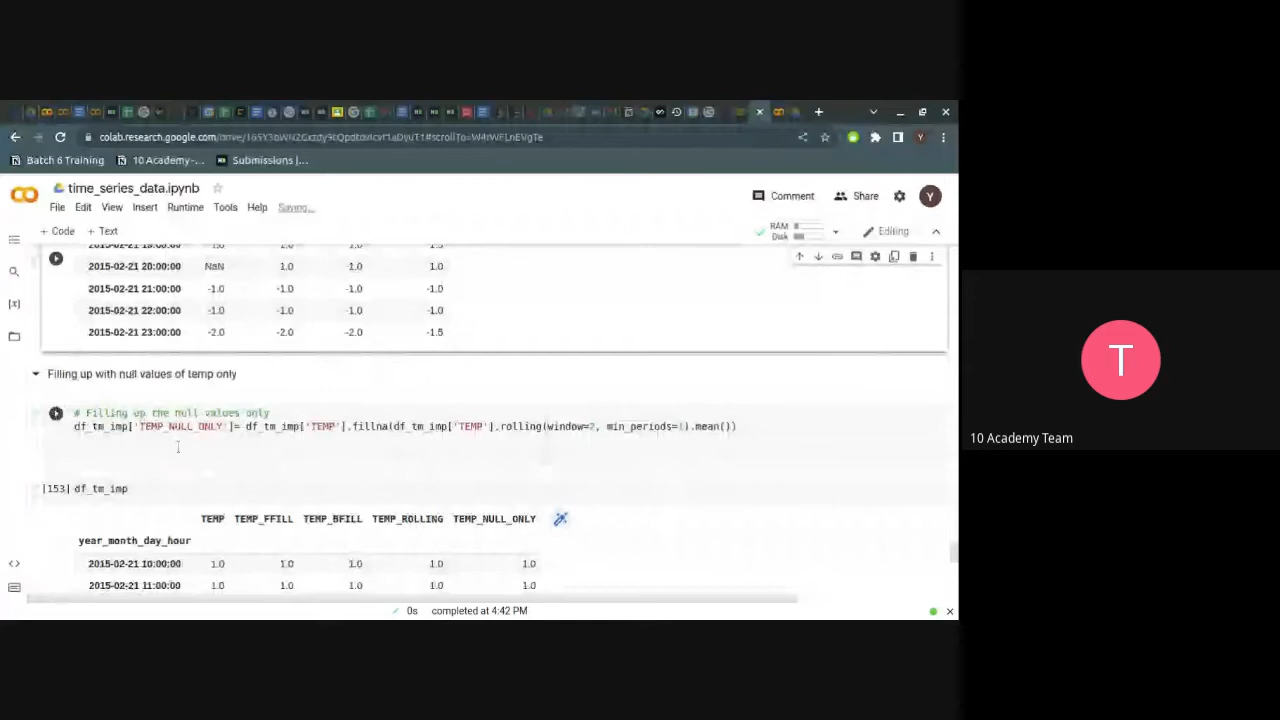 colab.research.google.com/drive/
Batch 6 Training
10 Academy-...
Submissions |...
time_series_data.ipynb
Comment
Share
Y
File Edit View Insert Runtime Tools Help Saving...
+ Code + Text
RAM
Disk
Editing
2015-02-21 19:00:00
2015-02-21 20:00:00 NaN 1.0 -1.0 1.0
2015-02-21 21:00:00 -1.0 -1.0 -1.0 -1.0
2015-02-21 22:00:00 -1.0 -1.0 -1.0 -1.0
2015-02-21 23:00:00 -2.0 -2.0 -2.0 -1.5
Filling up with null values of temp only
# Filling up the null values only
df_tm_imp['TEMP_NULL_ONLY']= df_tm_imp['TEMP'].fillna(df_tm_imp['TEMP'].rolling(window=2, min_periods=1).mean())
[153] df_tm_imp
TEMP TEMP_FFILL TEMP_BFILL TEMP_ROLLING TEMP_NULL_ONLY
year_month_day_hour
2015-02-21 10:00:00 1.0 1.0 1.0 1.0 1.0
2015-02-21 11:00:00 1.0 1.0 1.0 1.0 1.0
0s completed at 4:42 PM
T
10 Academy Team